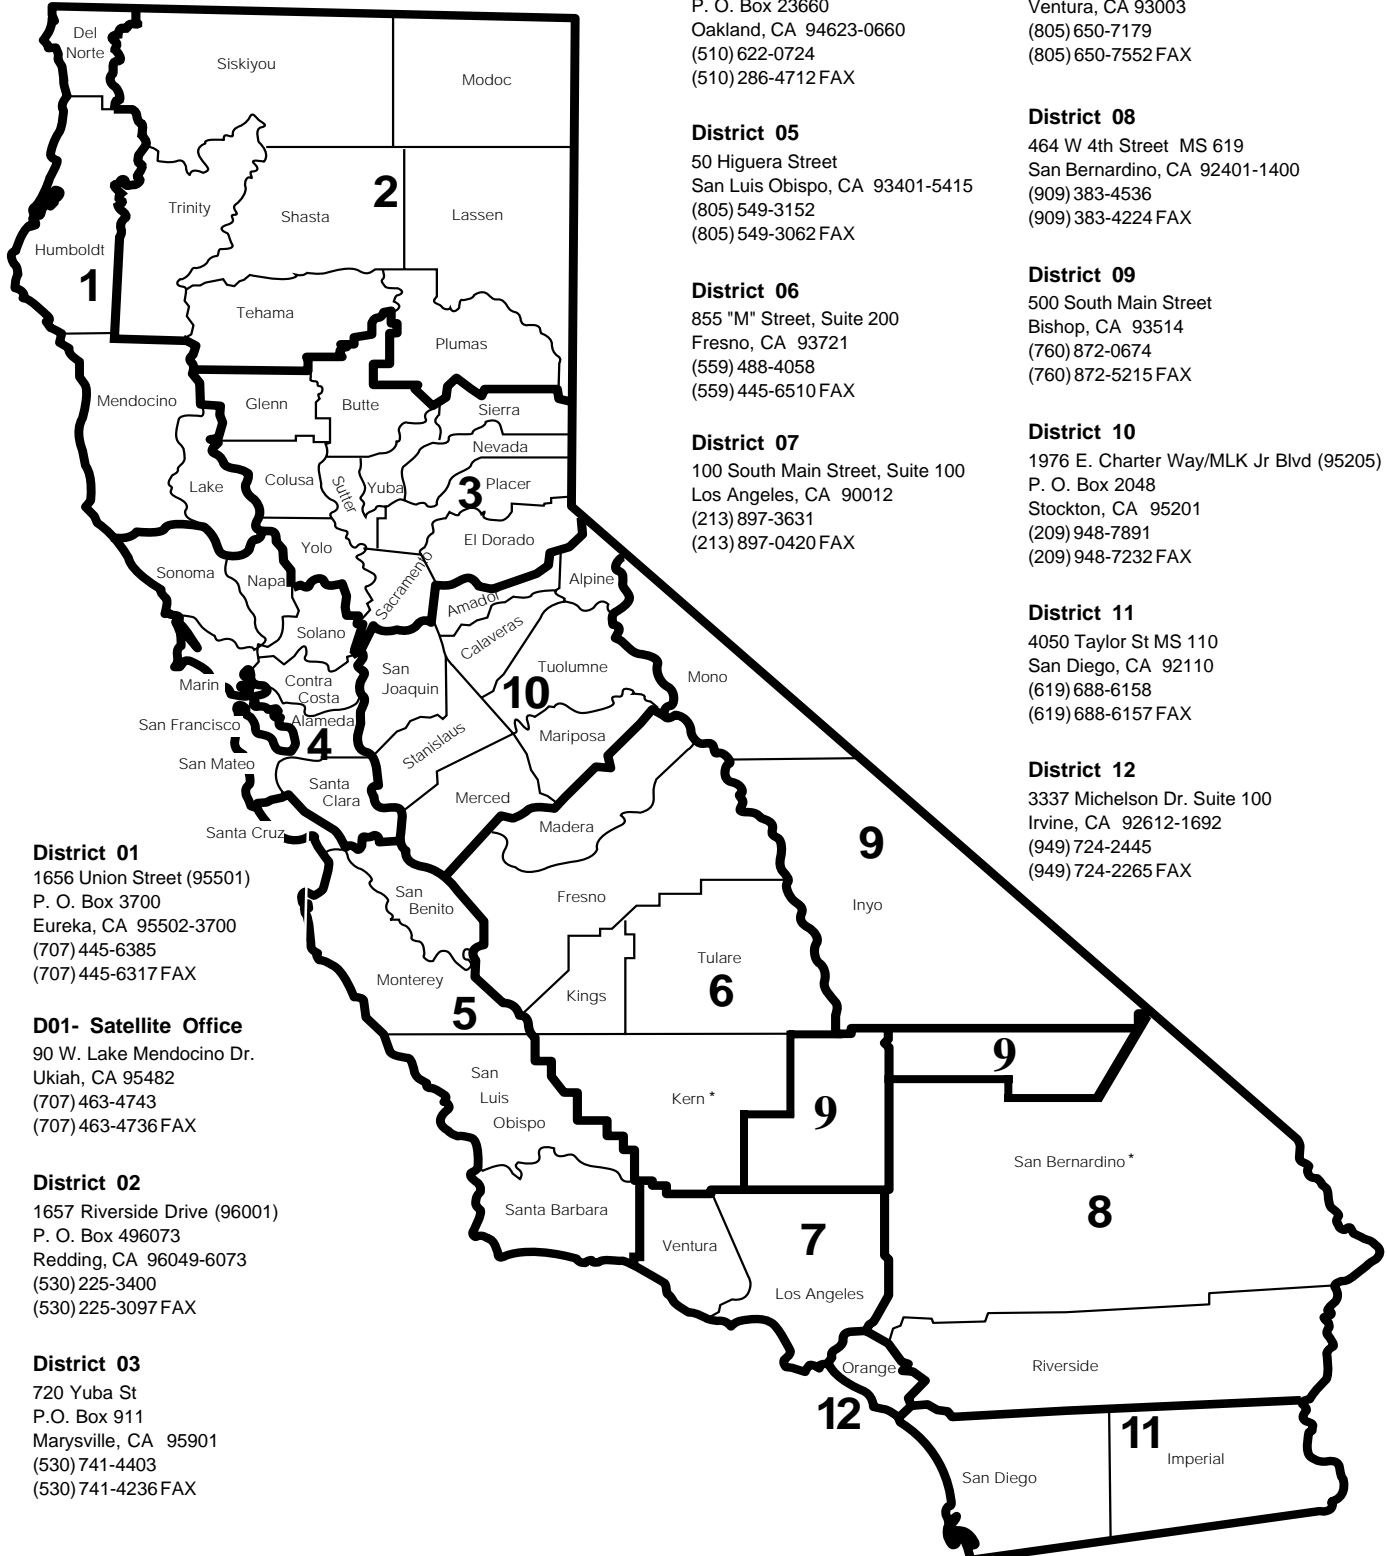 Del
Norte
Siskiyou
Modoc
Trinity
Shasta
2
Lassen
Humboldt
1
Tehama
Plumas
Mendocino
Glenn
Butte
Sierra
Nevada
Lake
Colusa
Sutter
Yuba
3
Placer
Yolo
El Dorado
Sonoma
Napa
Sacramento
Amador
Alpine
Solano
Calaveras
Marin
Contra
Costa
San
Joaquin
Tuolumne
10
Mono
San Francisco
Alameda
4
Stanislaus
Mariposa
San Mateo
Santa
Clara
Merced
Santa Cruz
Madera
9
San
Benito
Fresno
Inyo
Monterey
5
Kings
Tulare
6
San
Luis
Obispo
Kern *
9
9
San Bernardino *
8
Santa Barbara
Ventura
7
Los Angeles
Orange
12
Riverside
11
San Diego
Imperial
District 01
1656 Union Street (95501)
P. O. Box 3700
Eureka, CA 95502-3700
(707) 445-6385
(707) 445-6317 FAX
D01- Satellite Office
90 W. Lake Mendocino Dr.
Ukiah, CA 95482
(707) 463-4743
(707) 463-4736 FAX
District 02
1657 Riverside Drive (96001)
P. O. Box 496073
Redding, CA 96049-6073
(530) 225-3400
(530) 225-3097 FAX
District 03
720 Yuba St
P.O. Box 911
Marysville, CA 95901
(530) 741-4403
(530) 741-4236 FAX
P. O. Box 23660
Oakland, CA 94623-0660
(510) 622-0724
(510) 286-4712 FAX
District 05
50 Higuera Street
San Luis Obispo, CA 93401-5415
(805) 549-3152
(805) 549-3062 FAX
District 06
855 "M" Street, Suite 200
Fresno, CA 93721
(559) 488-4058
(559) 445-6510 FAX
District 07
100 South Main Street, Suite 100
Los Angeles, CA 90012
(213) 897-3631
(213) 897-0420 FAX
Ventura, CA 93003
(805) 650-7179
(805) 650-7552 FAX
District 08
464 W 4th Street MS 619
San Bernardino, CA 92401-1400
(909) 383-4536
(909) 383-4224 FAX
District 09
500 South Main Street
Bishop, CA 93514
(760) 872-0674
(760) 872-5215 FAX
District 10
1976 E. Charter Way/MLK Jr Blvd (95205)
P. O. Box 2048
Stockton, CA 95201
(209) 948-7891
(209) 948-7232 FAX
District 11
4050 Taylor St MS 110
San Diego, CA 92110
(619) 688-6158
(619) 688-6157 FAX
District 12
3337 Michelson Dr. Suite 100
Irvine, CA 92612-1692
(949) 724-2445
(949) 724-2265 FAX